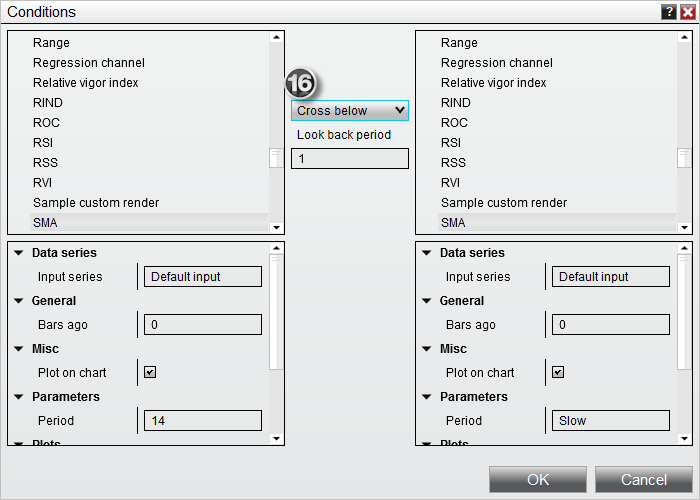 Conditions
?
Range
Regression channel
Relative vigor index
RIND
ROC
RSI
RSS
RVI
Sample custom render
SMA
16
Cross below
Look back period
1
Range
Regression channel
Relative vigor index
RIND
ROC
RSI
RSS
RVI
Sample custom render
SMA
Data series
Input series Default input
General
Bars ago 0
Misc
Plot on chart
Parameters
Period 14
Plots
Data series
Input series Default input
General
Bars ago 0
Misc
Plot on chart
Parameters
Period Slow
Plots
OK Cancel